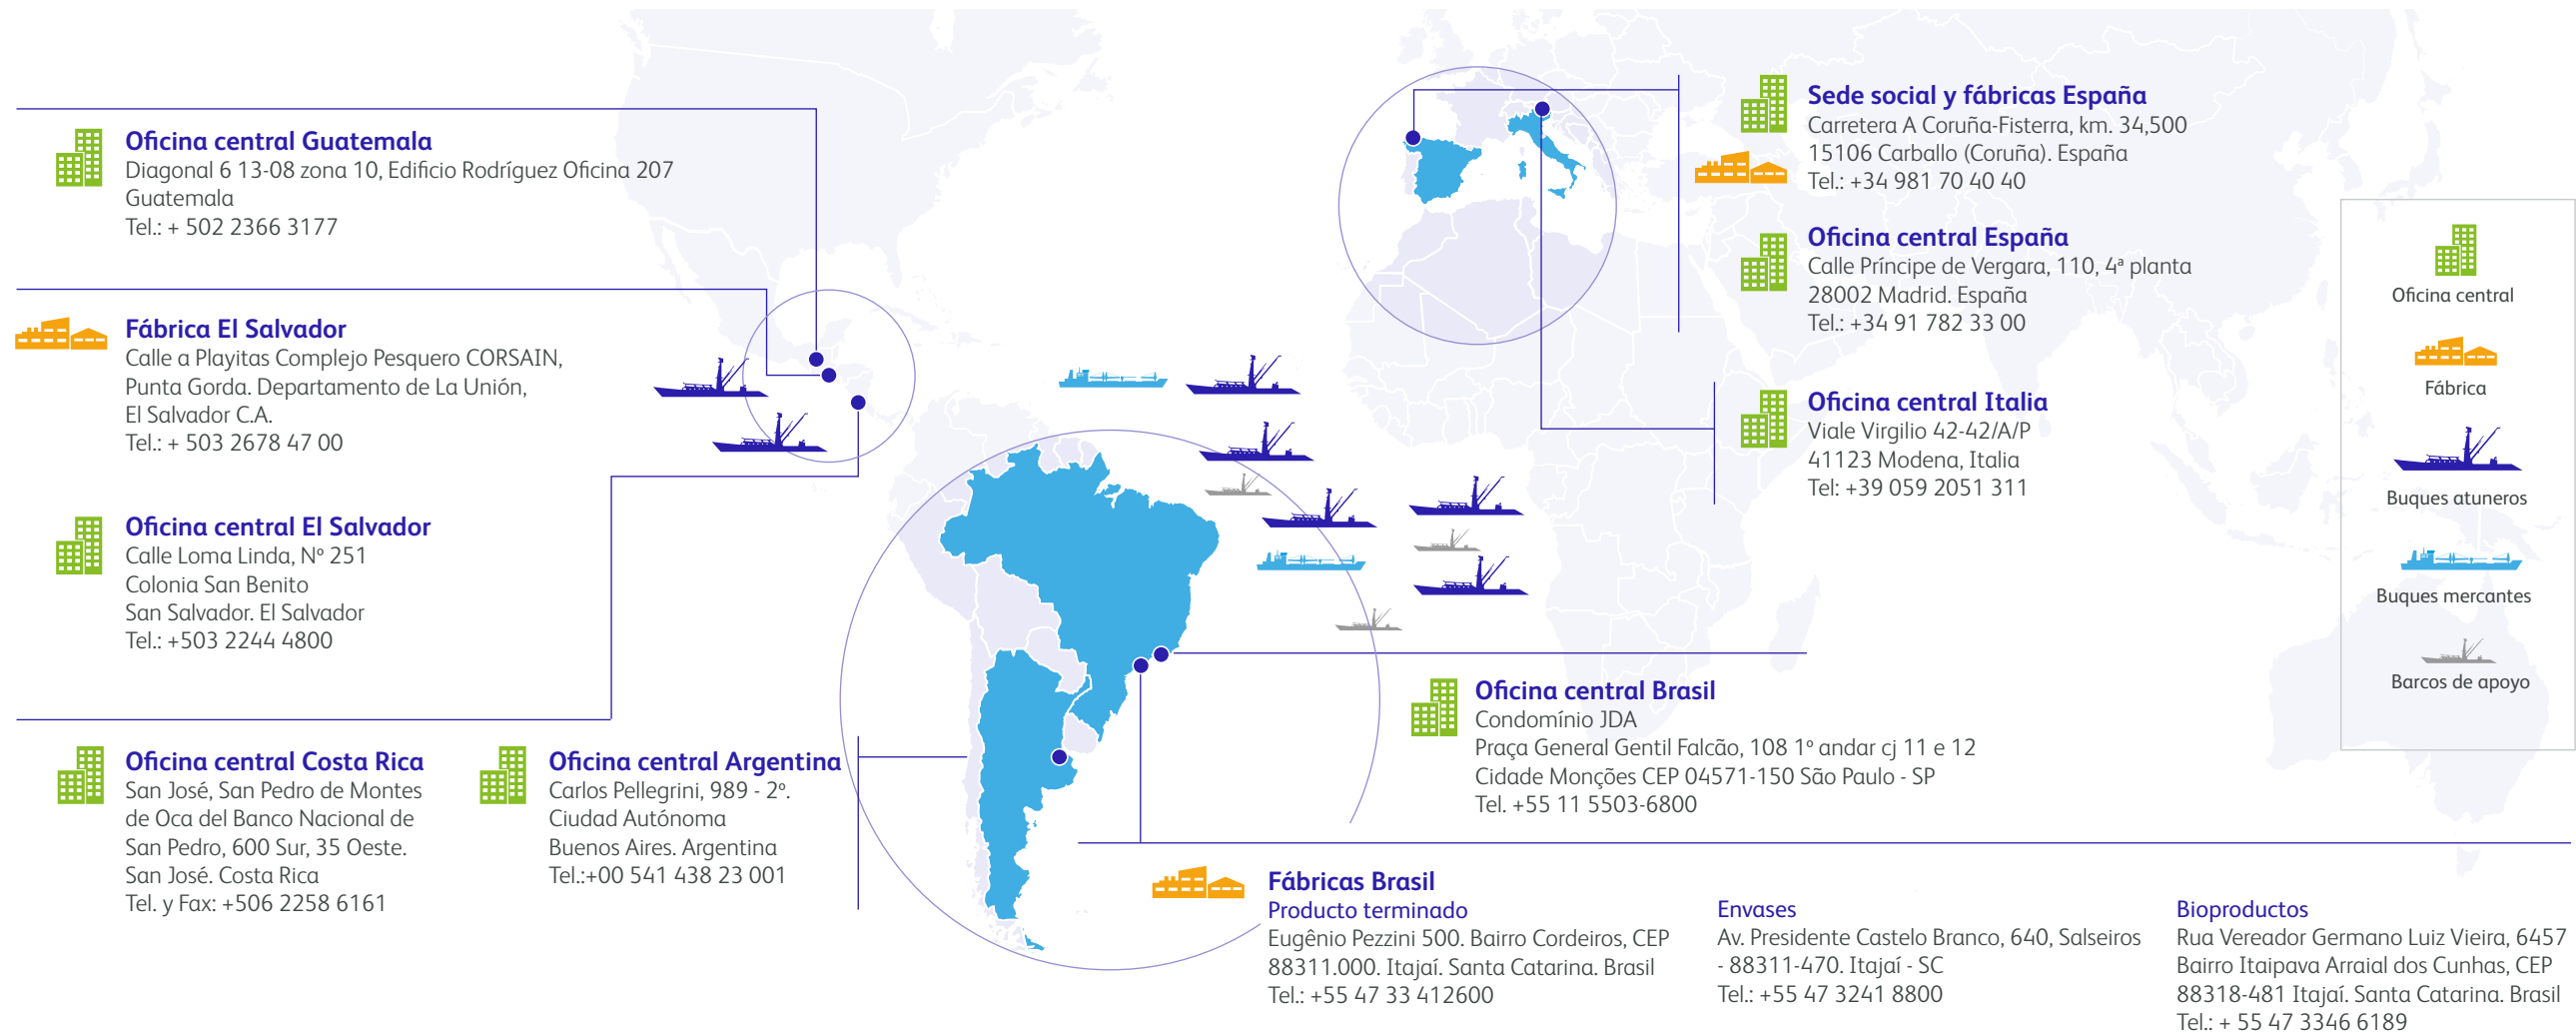 Oficina central Guatemala
Diagonal 6 13-08 zona 10, Edificio Rodríguez Oficina 207
Guatemala
Tel.: + 502 2366 3177
Fábrica El Salvador
Calle a Playitas Complejo Pesquero CORSAIN,
Punta Gorda. Departamento de La Unión,
El Salvador C.A.
Tel.: + 503 2678 47 00
Oficina central El Salvador
Calle Loma Linda, Nº 251
Colonia San Benito
San Salvador. El Salvador
Tel.: +503 2244 4800
Oficina central Costa Rica
San José, San Pedro de Montes
de Oca del Banco Nacional de
San Pedro, 600 Sur, 35 Oeste.
San José. Costa Rica
Tel. y Fax: +506 2258 6161
Oficina central Argentina
Carlos Pellegrini, 989 - 2º.
Ciudad Autónoma
Buenos Aires. Argentina
Tel.:+00 541 438 23 001
Sede social y fábricas España
Carretera A Coruña-Fisterra, km. 34,500
15106 Carballo (Coruña). España
Tel.: +34 981 70 40 40
Oficina central España
Calle Príncipe de Vergara, 110, 4ª planta
28002 Madrid. España
Tel.: +34 91 782 33 00
Oficina central Italia
Viale Virgilio 42-42/A/P
41123 Modena, Italia
Tel: +39 059 2051 311
Oficina central Brasil
Condomínio JDA
Praça General Gentil Falcão, 108 1º andar cj 11 e 12
Cidade Monções CEP 04571-150 São Paulo - SP
Tel. +55 11 5503-6800
Fábricas Brasil
Producto terminado
Eugênio Pezzini 500. Bairro Cordeiros, CEP
88311.000. Itajaí. Santa Catarina. Brasil
Tel.: +55 47 33 412600
Envases
Av. Presidente Castelo Branco, 640, Salseiros
- 88311-470. Itajaí - SC
Tel.: +55 47 3241 8800
Bioproductos
Rua Vereador Germano Luiz Vieira, 6457
Bairro Itaipava Arraial dos Cunhas, CEP
88318-481 Itajaí. Santa Catarina. Brasil
Tel.: + 55 47 3346 6189
Oficina central
Fábrica
Buques atuneros
Buques mercantes
Barcos de apoyo